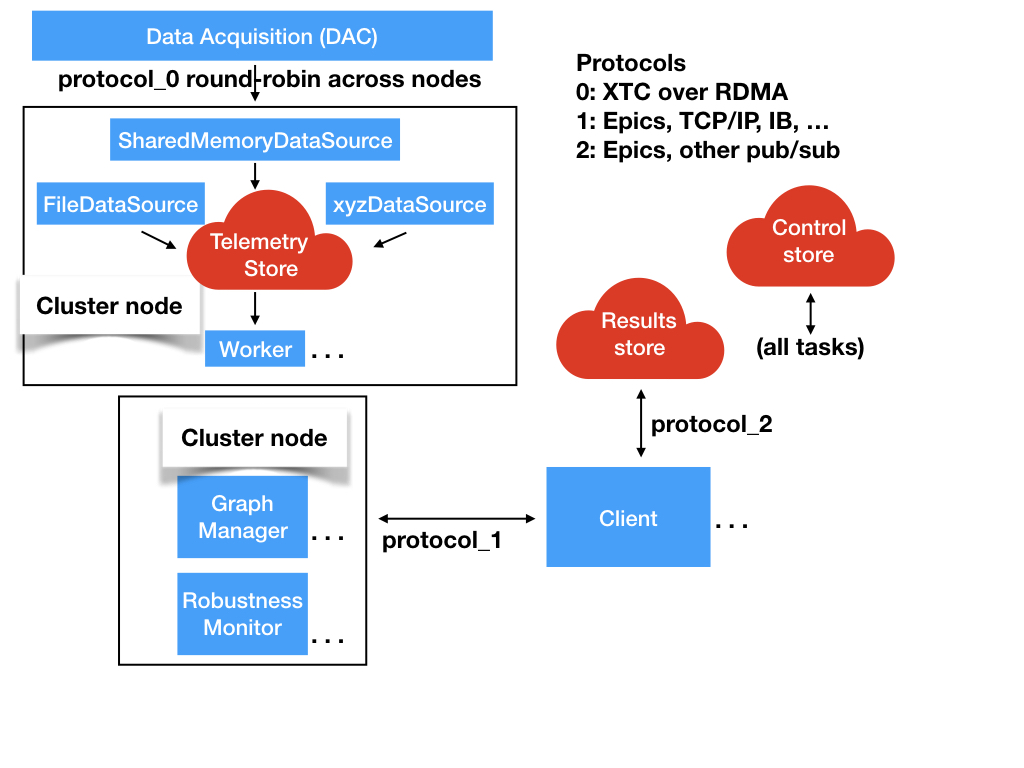 Data Acquisition (DAC)
protocol_0 round-robin across nodes
Protocols
0: XTC over RDMA
1: Epics, TCP/IP, IB, …
2: Epics, other pub/sub
SharedMemoryDataSource
FileDataSource
xyzDataSource
Telemetry
Store
Cluster node
Worker
. . .
Control
store
(all tasks)
Results
store
protocol_2
Cluster node
Graph
Manager
. . .
Robustness
Monitor
. . .
protocol_1
Client
. . .